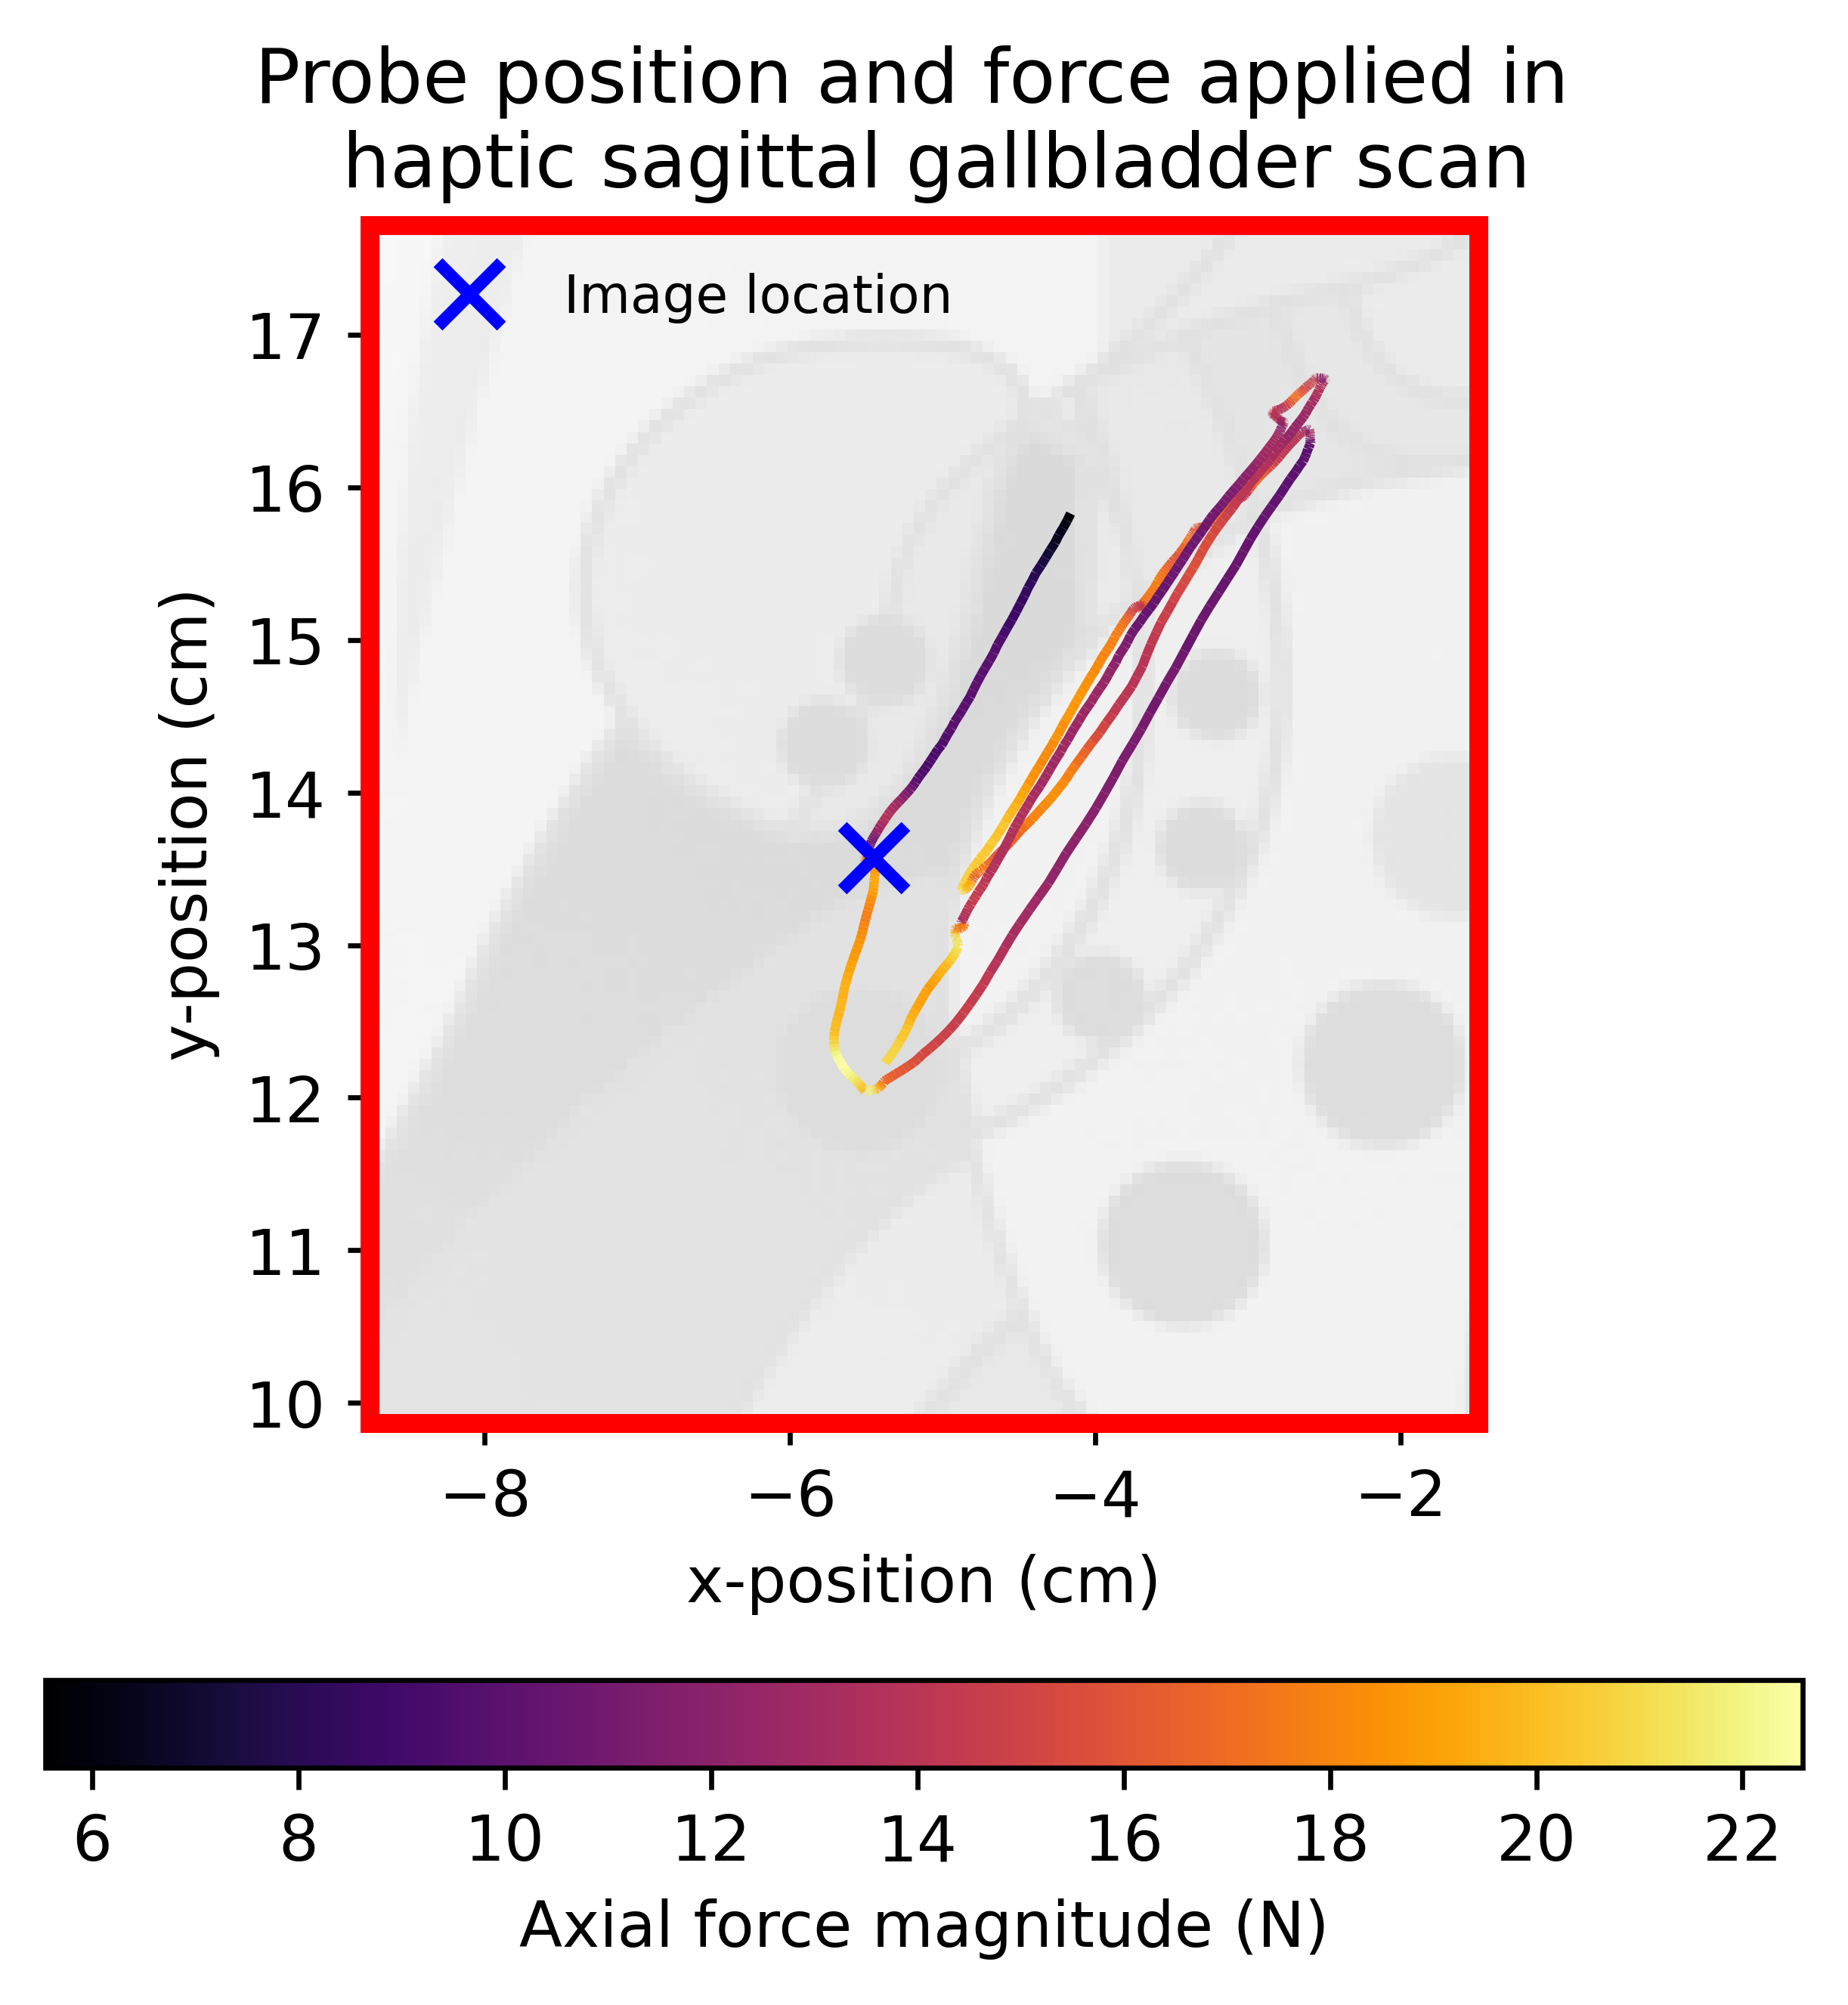 Probe position and force applied in
haptic sagittal gallbladder scan
Image location
17
16
15
14
13
12
11
10
y-position (cm)
−8 −6 −4 −2
x-position (cm)
6 8 10 12 14 16 18 20 22
Axial force magnitude (N)